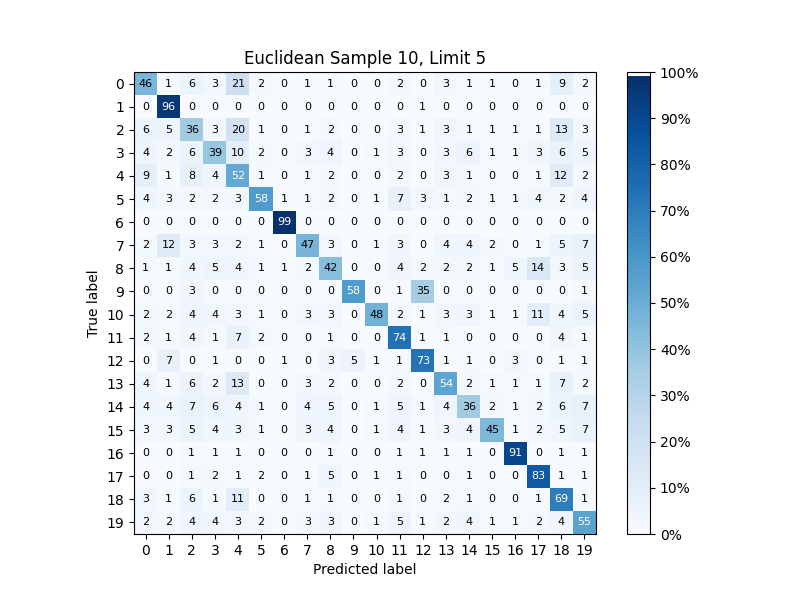 Euclidean Sample 10, Limit 5
0 46 1 6 3 21 2 0 1 1 0 0 2 0 3 1 1 0 1 9 2
1 0 96 0 0 0 0 0 0 0 0 0 0 1 0 0 0 0 0 0 0
2 6 5 36 3 20 1 0 1 2 0 0 3 1 3 1 1 1 1 13 3
3 4 2 6 39 10 2 0 3 4 0 1 3 0 3 6 1 1 3 6 5
4 9 1 8 4 52 1 0 1 2 0 0 2 0 3 1 0 0 1 12 2
5 4 3 2 2 3 58 1 1 2 0 1 7 3 1 2 1 1 4 2 4
6 0 0 0 0 0 0 99 0 0 0 0 0 0 0 0 0 0 0 0 0
7 2 12 3 3 2 1 0 47 3 0 1 3 0 4 4 2 0 1 5 7
8 1 1 4 5 4 1 1 2 42 0 0 4 2 2 2 1 5 14 3 5
9 0 0 3 0 0 0 0 0 0 58 0 1 35 0 0 0 0 0 0 1
10 2 2 4 4 3 1 0 3 3 0 48 2 1 3 3 1 1 11 4 5
11 2 1 4 1 7 2 0 0 1 0 0 74 1 1 0 0 0 0 4 1
12 0 7 0 1 0 0 1 0 3 5 1 1 73 1 1 0 3 0 1 1
13 4 1 6 2 13 0 0 3 2 0 0 2 0 54 2 1 1 1 7 2
14 4 4 7 6 4 1 0 4 5 0 1 5 1 4 36 2 1 2 6 7
15 3 3 5 4 3 1 0 3 4 0 1 4 1 3 4 45 1 2 5 7
16 0 0 1 1 1 0 0 0 1 0 0 1 1 1 1 0 91 0 1 1
17 0 0 1 2 1 2 0 1 5 0 1 1 0 0 1 0 0 83 1 1
18 3 1 6 1 11 0 0 1 1 0 0 1 0 2 1 0 0 1 69 1
19 2 2 4 4 3 2 0 3 3 0 1 5 1 2 4 1 1 2 4 55
0 1 2 3 4 5 6 7 8 9 10 11 12 13 14 15 16 17 18 19
Predicted label
True label
100%
90%
80%
70%
60%
50%
40%
30%
20%
10%
0%